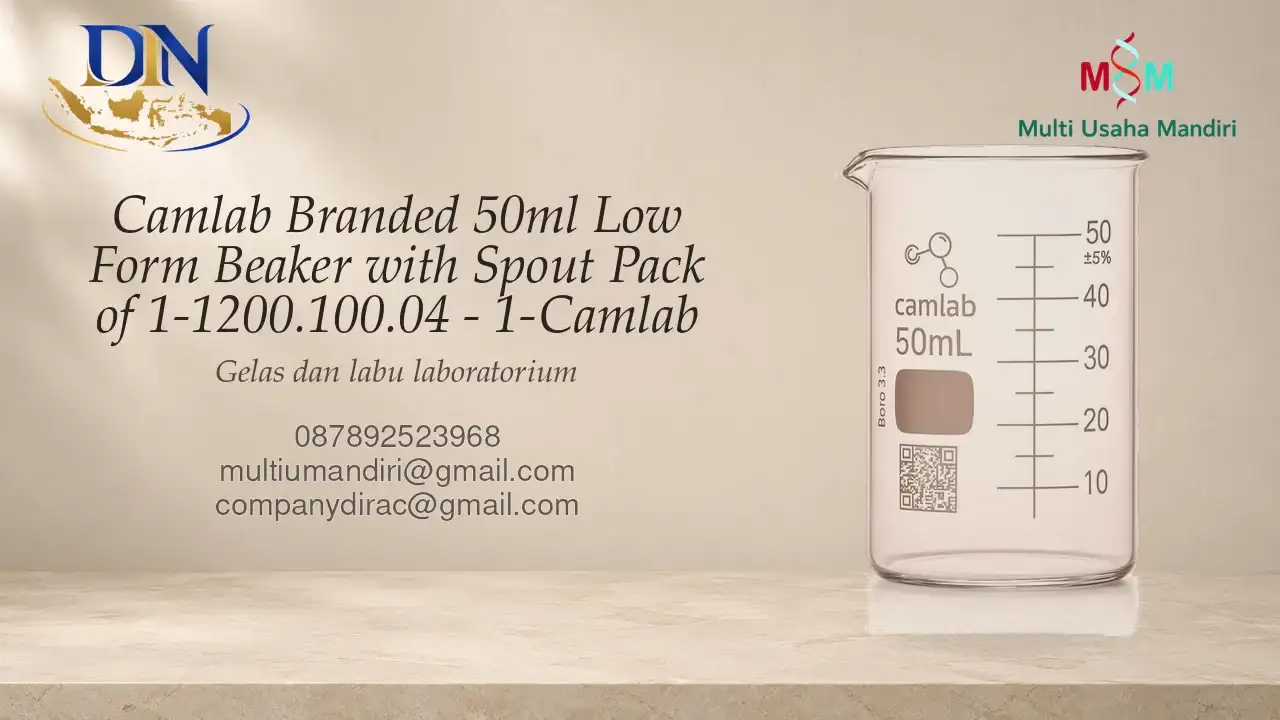 DN
MSM
Multi Usaha Mandiri
Camlab Branded 50ml Low
Form Beaker with Spout Pack
of 1-1200.100.04 - 1-Camlab
Gelas dan labu laboratorium
087892523968
multiumandiri@gmail.com
companydirac@gmail.com
50
±5%
40
camlab
50mL
30
Boro 3.3
20
10